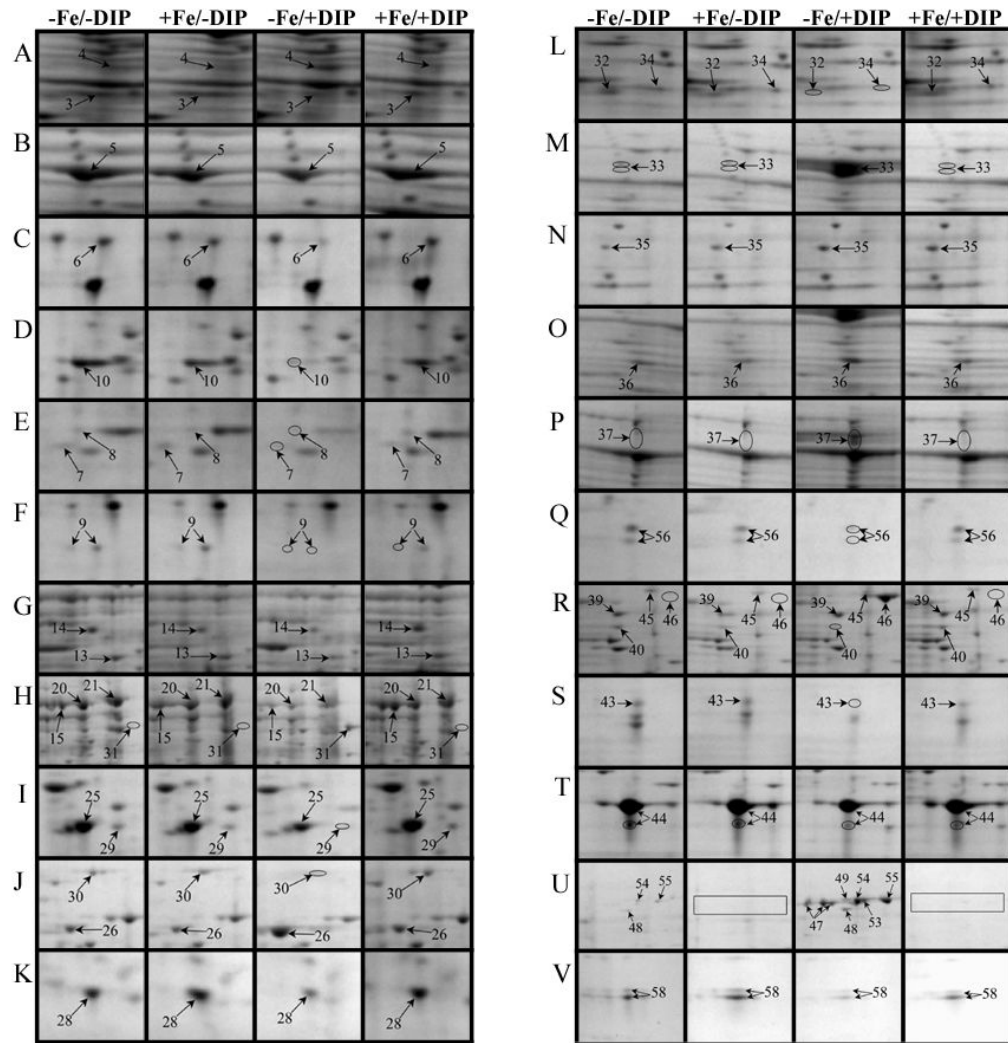 -Fe/-DIP +Fe/-DIP -Fe/+DIP +Fe/+DIP
A 4 4 4 4
3 3 3 3
B 5 5 5 5
C 6 6 6 6
D 10 10 10 10
E 8 8 8 8
7 7 7 7
F 9 9 9 9
G 14 14 14 14
13 13 13 13
H 20 21 20 21 20 21 20 21
15 31 15 31 15 31 15 31
I 25 25 25 25
29 29 29 29
J 30 30 30 30
26 26 26 26
K 28 28 28 28
-Fe/-DIP +Fe/-DIP -Fe/+DIP +Fe/+DIP
L 32 34 32 34 32 34 32 34
M 33 33 33 33
N 35 35 35 35
O 36 36 36 36
P 37 37 37 37
Q 56 56 56 56
R 39 39 39 39
45 46 45 46 45 46 45 46
40 40 40 40
S 43 43 43 43
T 44 44 44 44
U 54 55 49 54 55
48 47 48 53
V 58 58 58 58